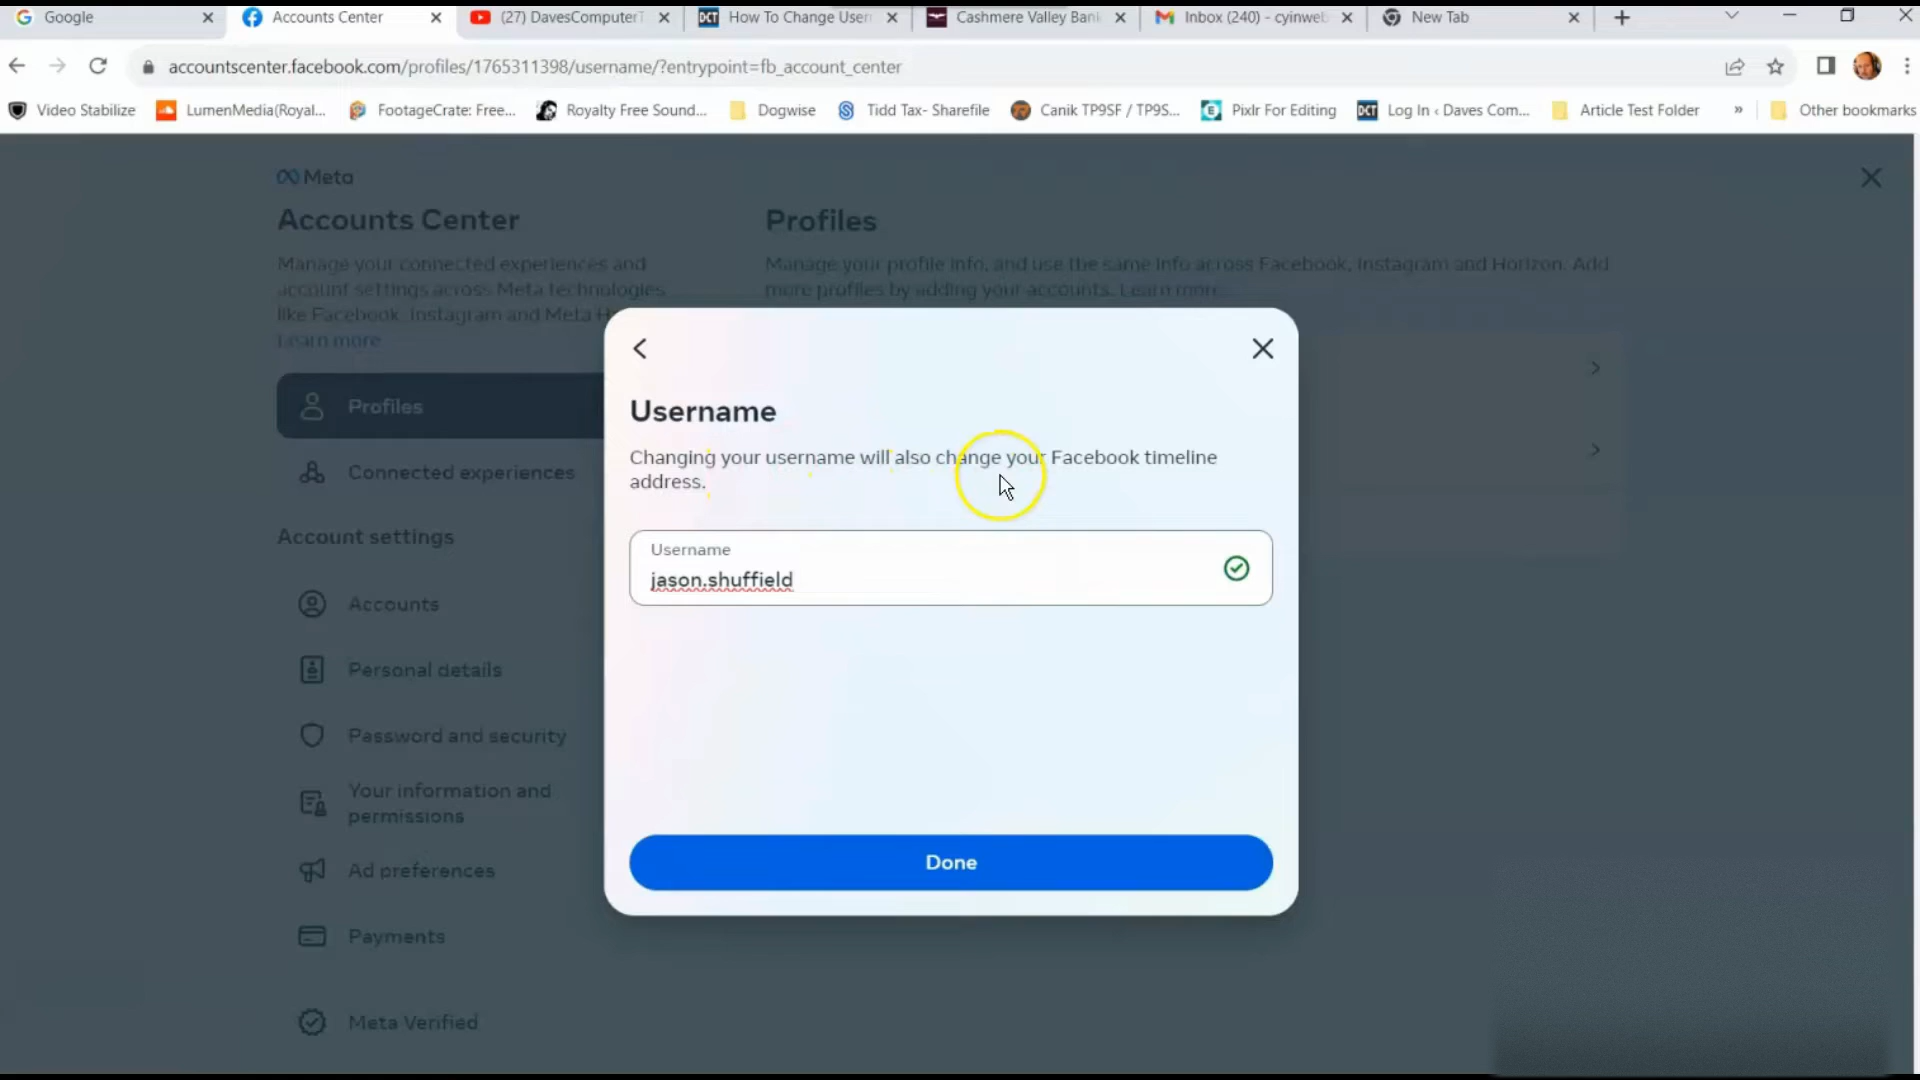 Google
Accounts Center
(27) DavesComputerT
How To Change User
Cashmere Valley Bank
Inbox (240) - cyinweb
New Tab
accountscenter.facebook.com/profiles/1765311398/username/?entrypoint=fb_account_center
Video Stabilize
LumenMedia(Royal...
FootageCrate: Free...
Royalty Free Sound...
Dogwise
Tidd Tax- Sharefile
Canik TP9SF / TP9S...
Pixlr For Editing
DCT
Log In ‹ Daves Com...
Article Test Folder
»
Other bookmarks
Meta
Accounts Center
Manage your connected experiences and
account settings across Meta technologies
like Facebook, Instagram and Meta H
Learn more
Profiles
Connected experiences
Account settings
Accounts
Personal details
Password and security
Your information and
permissions
Ad preferences
Payments
Meta Verified
Profiles
Manage your profile info, and use the same info across Facebook, Instagram and Horizon. Add
more profiles by adding your accounts. Learn more
Username
Changing your username will also change your Facebook timeline
address.
Username
jason.shuffield
Done